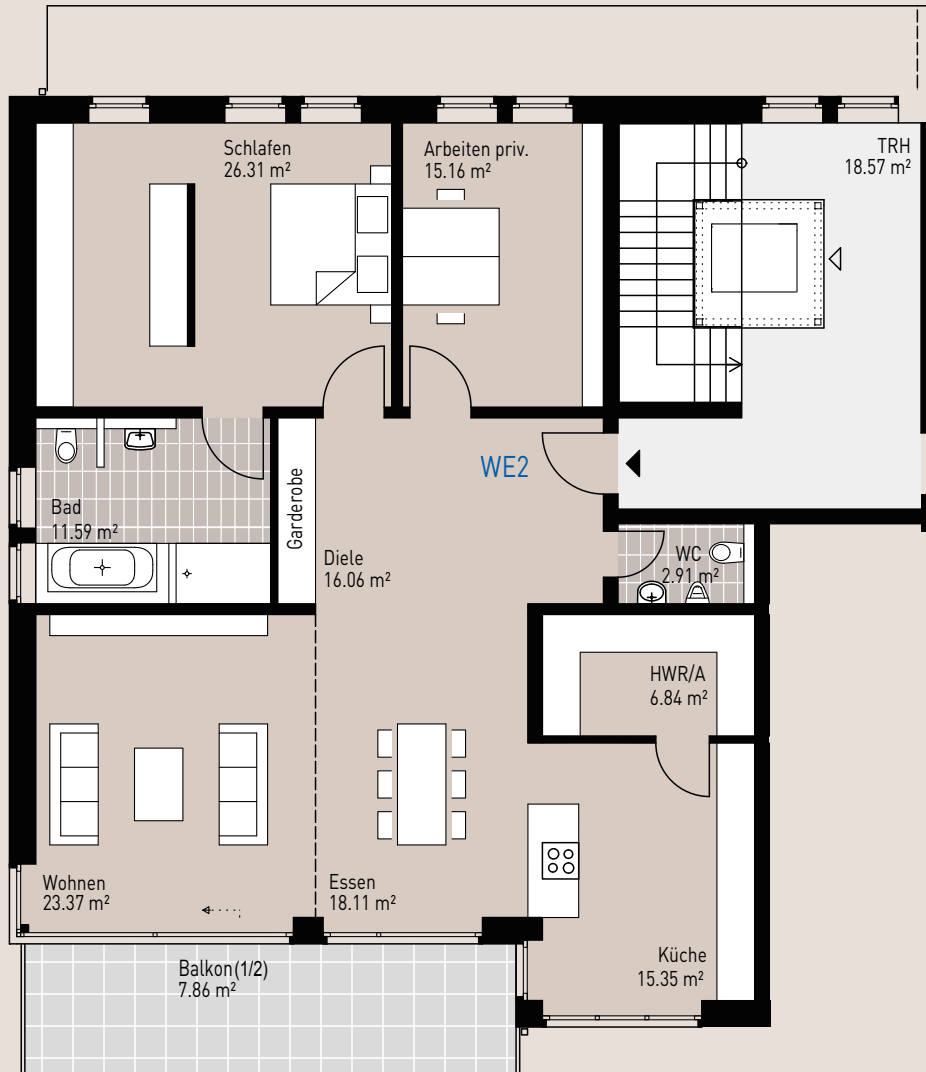 Schlafen
26.31 m²
Arbeiten priv.
15.16 m²
TRH
18.57 m²
WE2
Bad
11.59 m²
Garderobe
Diele
16.06 m²
WC
2.91 m²
HWR/A
6.84 m²
Wohnen
23.37 m²
Essen
18.11 m²
Küche
15.35 m²
Balkon(1/2)
7.86 m²